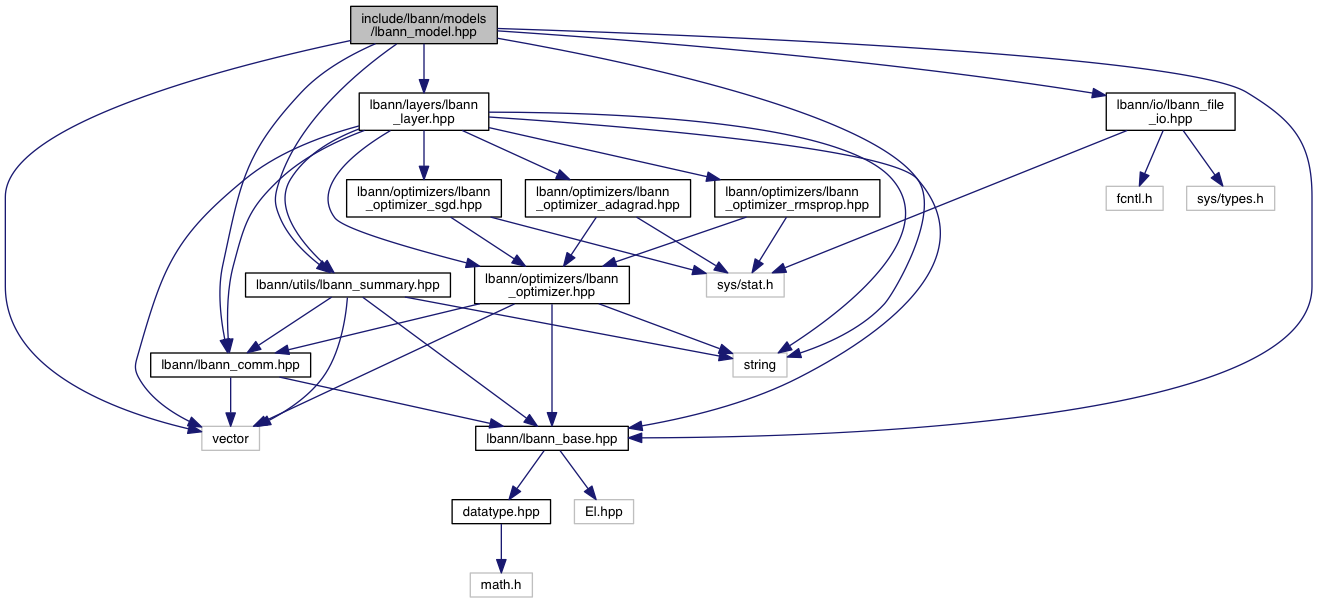 include/lbann/models
/lbann_model.hpp
lbann/layers/lbann
_layer.hpp
lbann/io/lbann_file
_io.hpp
lbann/optimizers/lbann
_optimizer_sgd.hpp
lbann/optimizers/lbann
_optimizer_adagrad.hpp
lbann/optimizers/lbann
_optimizer_rmsprop.hpp
fcntl.h
sys/types.h
lbann/utils/lbann_summary.hpp
lbann/optimizers/lbann
_optimizer.hpp
sys/stat.h
lbann/lbann_comm.hpp
string
vector
lbann/lbann_base.hpp
datatype.hpp
El.hpp
math.h